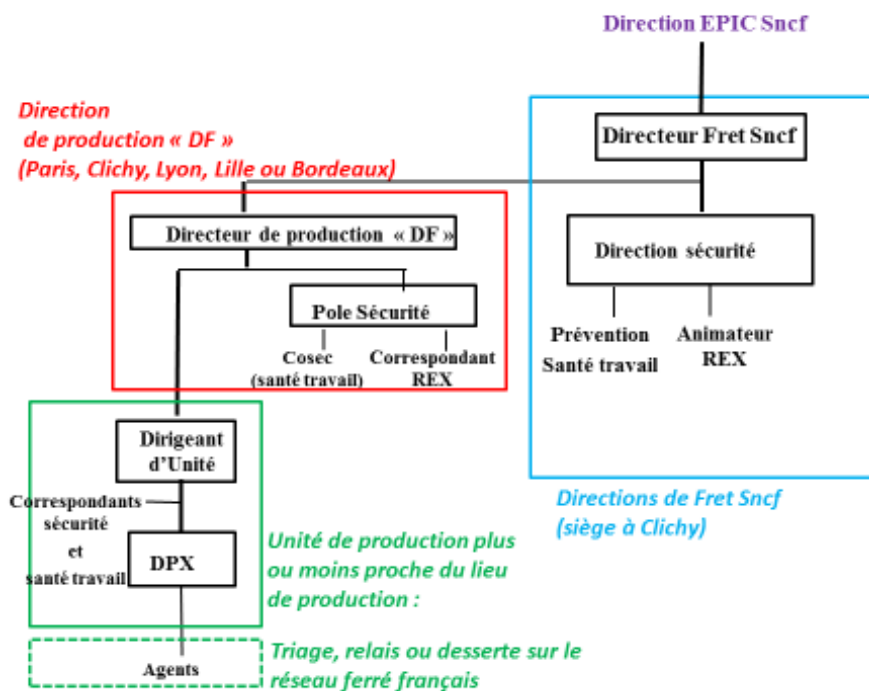 Direction EPIC Sncf
Direction
de production « DF »
(Paris, Clichy, Lyon, Lille ou Bordeaux)
Directeur Fret Sncf
Directeur de production « DF »
Direction sécurité
Pole Sécurité
Prévention
Santé travail
Animateur
REX
Cosec
(santé travail)
Correspondant
REX
Dirigeant
d'Unité
Correspondants
sécurité
et
santé travail
DPX
Directions de Fret Sncf
(siège à Clichy)
Unité de production plus
ou moins proche du lieu
de production :
Agents
Triage, relais ou desserte sur le
réseau ferré français